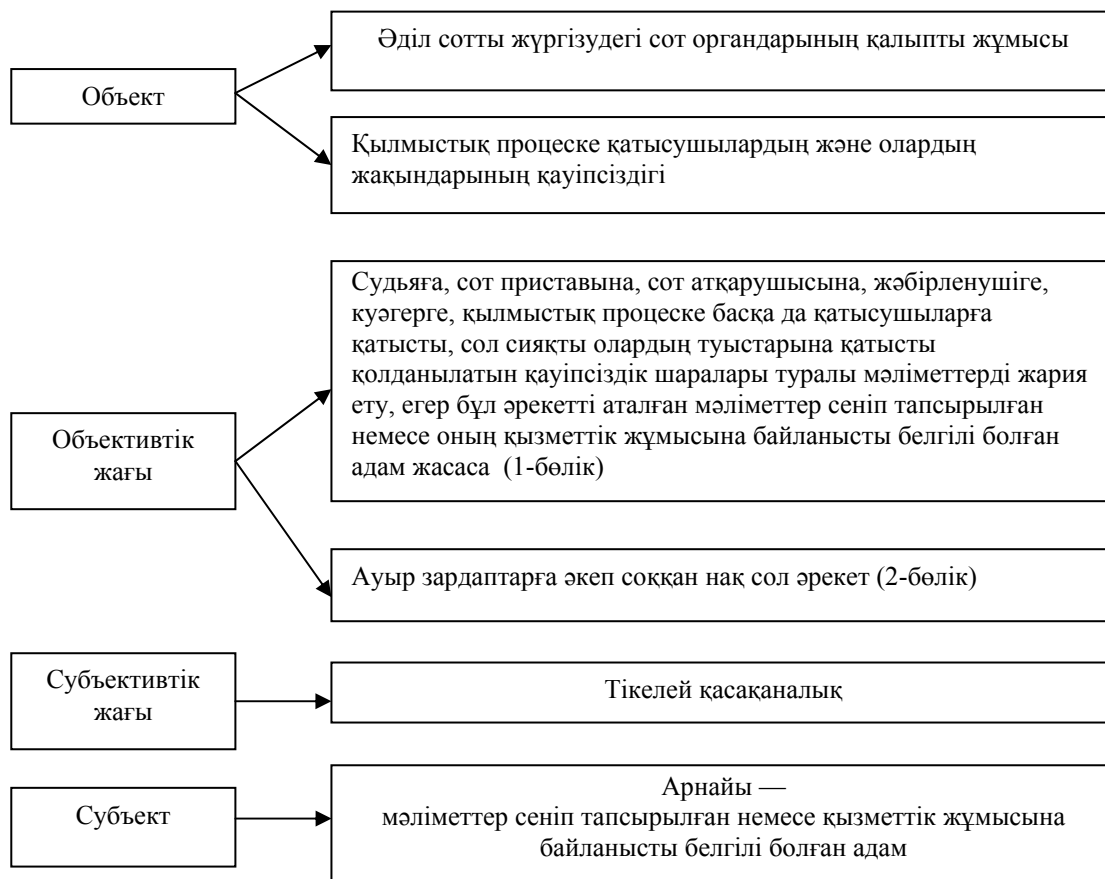 Объект
Әділ сотты жүргізудегі сот органдарының қалыпты жұмысы
Қылмыстық процеске қатысушылардың және олардың
жақындарының қауіпсіздігі
Объективтік
жағы
Судьяға, сот приставына, сот атқарушысына, жәбірленушіге,
куәгерге, қылмыстық процеске басқа да қатысушыларға
қатысты, сол сияқты олардың туыстарына қатысты
қолданылатын қауіпсіздік шаралары туралы мәліметтерді жария
ету, егер бұл әрекетті аталған мәліметтер сеніп тапсырылған
немесе оның қызметтік жұмысына байланысты белгілі болған
адам жасаса (1-бөлік)
Ауыр зардаптарға әкеп соққан нақ сол әрекет (2-бөлік)
Субъективтік
жағы
Тікелей қасақаналық
Субъект
Арнайы —
мәліметтер сеніп тапсырылған немесе қызметтік жұмысына
байланысты белгілі болған адам